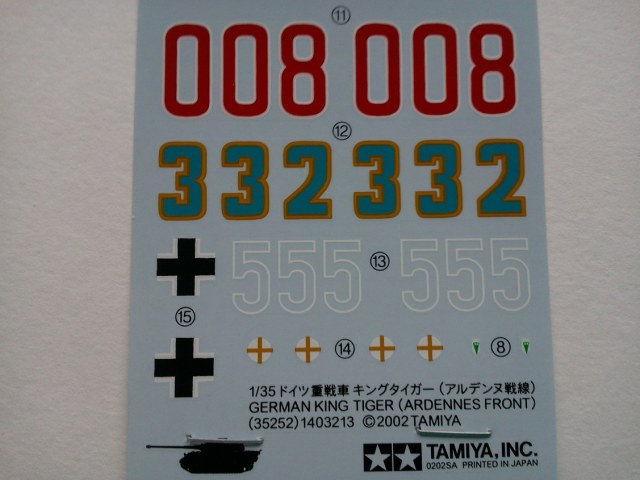 ⑪
008 008
⑫
332 332
555 ⑬ 555
⑮
⑭ ⑧
1/35 ドイツ重戦車 キングタイガー (アルデンヌ戦線)
GERMAN KING TIGER (ARDENNES FRONT)
(35252) 1403213 ©2002 TAMIYA
TAMIYA, INC.
0202SA PRINTED IN JAPAN